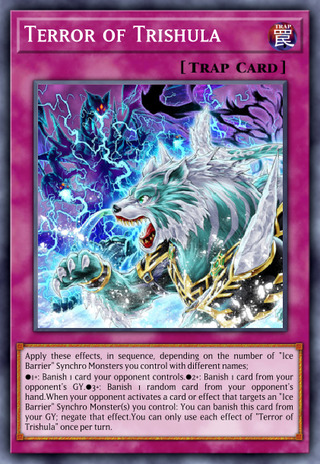 Terror of Trishula
TRAP
罠
[ Trap Card ]
Apply these effects, in sequence, depending on the number of "Ice
Barrier" Synchro Monsters you control with different names;
●1+: Banish 1 card your opponent controls.●2+: Banish 1 card from your
opponent's GY.●3+: Banish 1 random card from your opponent's
hand.When your opponent activates a card or effect that targets an "Ice
Barrier" Synchro Monster(s) you control: You can banish this card from
your GY; negate that effect.You can only use each effect of "Terror of
Trishula" once per turn.